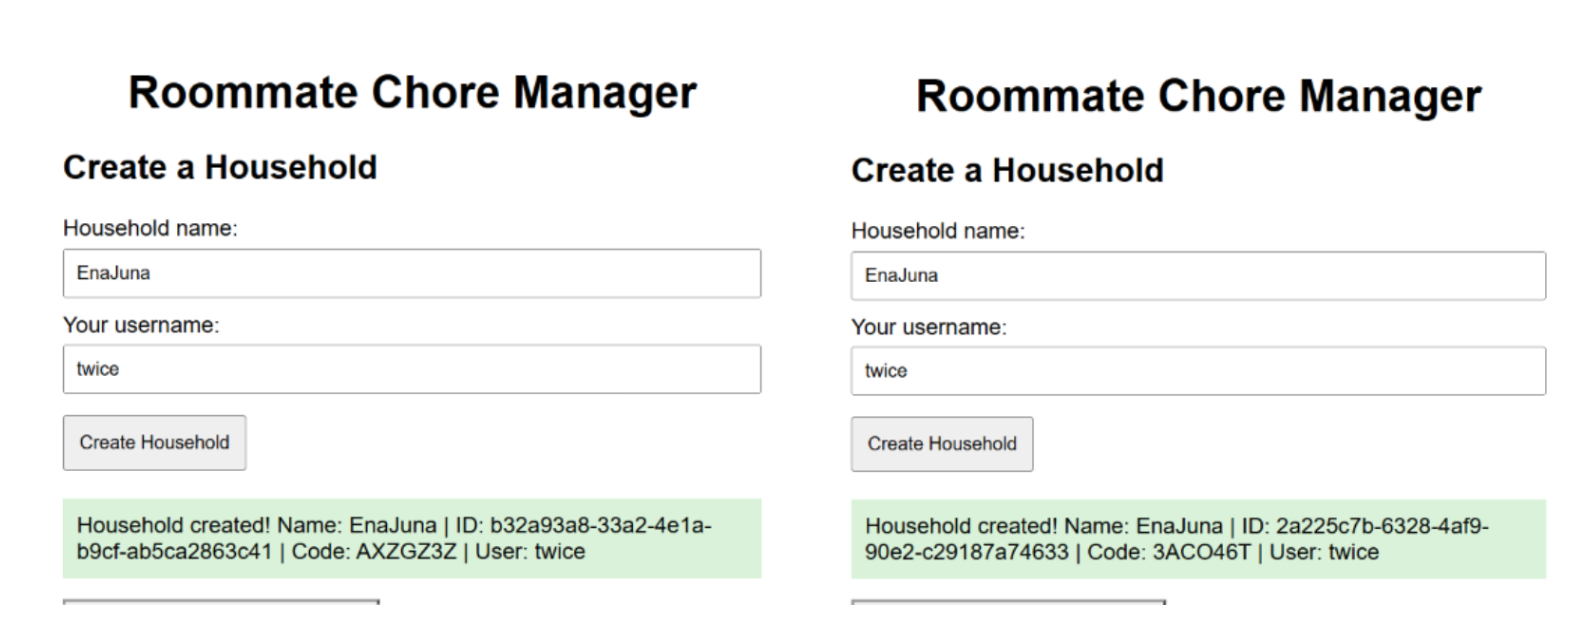 Roommate Chore Manager
Create a Household
Household name:
EnaJuna
Your username:
twice
Create Household
Household created! Name: EnaJuna | ID: b32a93a8-33a2-4e1a-
b9cf-ab5ca2863c41 | Code: AXZGZ3Z | User: twice
Roommate Chore Manager
Create a Household
Household name:
EnaJuna
Your username:
twice
Create Household
Household created! Name: EnaJuna | ID: 2a225c7b-6328-4af9-
90e2-c29187a74633 | Code: 3ACO46T | User: twice